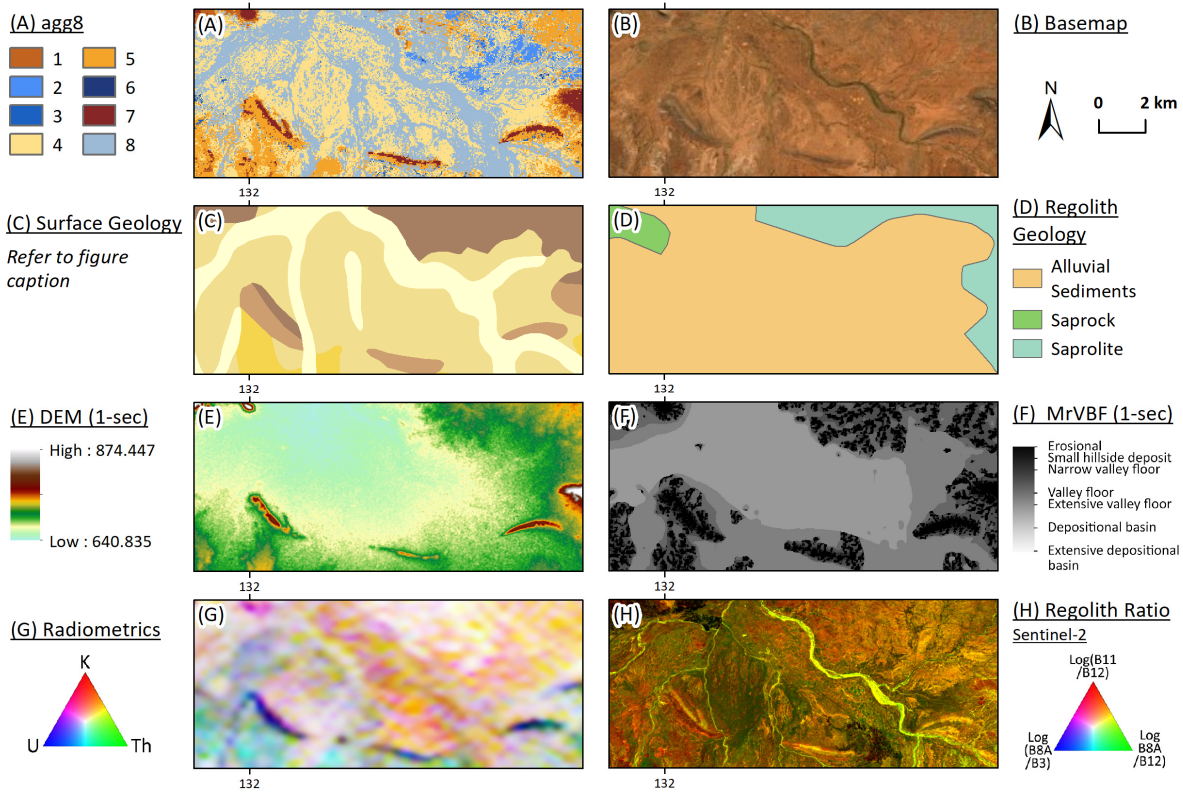 (A) agg8
1 5
2 6
3 7
4 8
(A)
132
(B)
132
(B) Basemap
N
0 2 km
(C) Surface Geology
Refer to figure
caption
(C)
132
(D)
132
(D) Regolith
Geology
Alluvial
Sediments
Saprock
Saprolite
(E) DEM (1-sec)
High : 874.447
Low : 640.835
(E)
132
(F)
132
(F) MrVBF (1-sec)
Erosional
Small hillside deposit
Narrow valley floor
Valley floor
Extensive valley floor
Depositional basin
Extensive depositional
basin
(G) Radiometrics
K
U Th
(G)
132
(H)
132
(H) Regolith Ratio
Sentinel-2
Log(B11
/B12)
Log
(B8A
/B3)
Log
B8A
/B12)